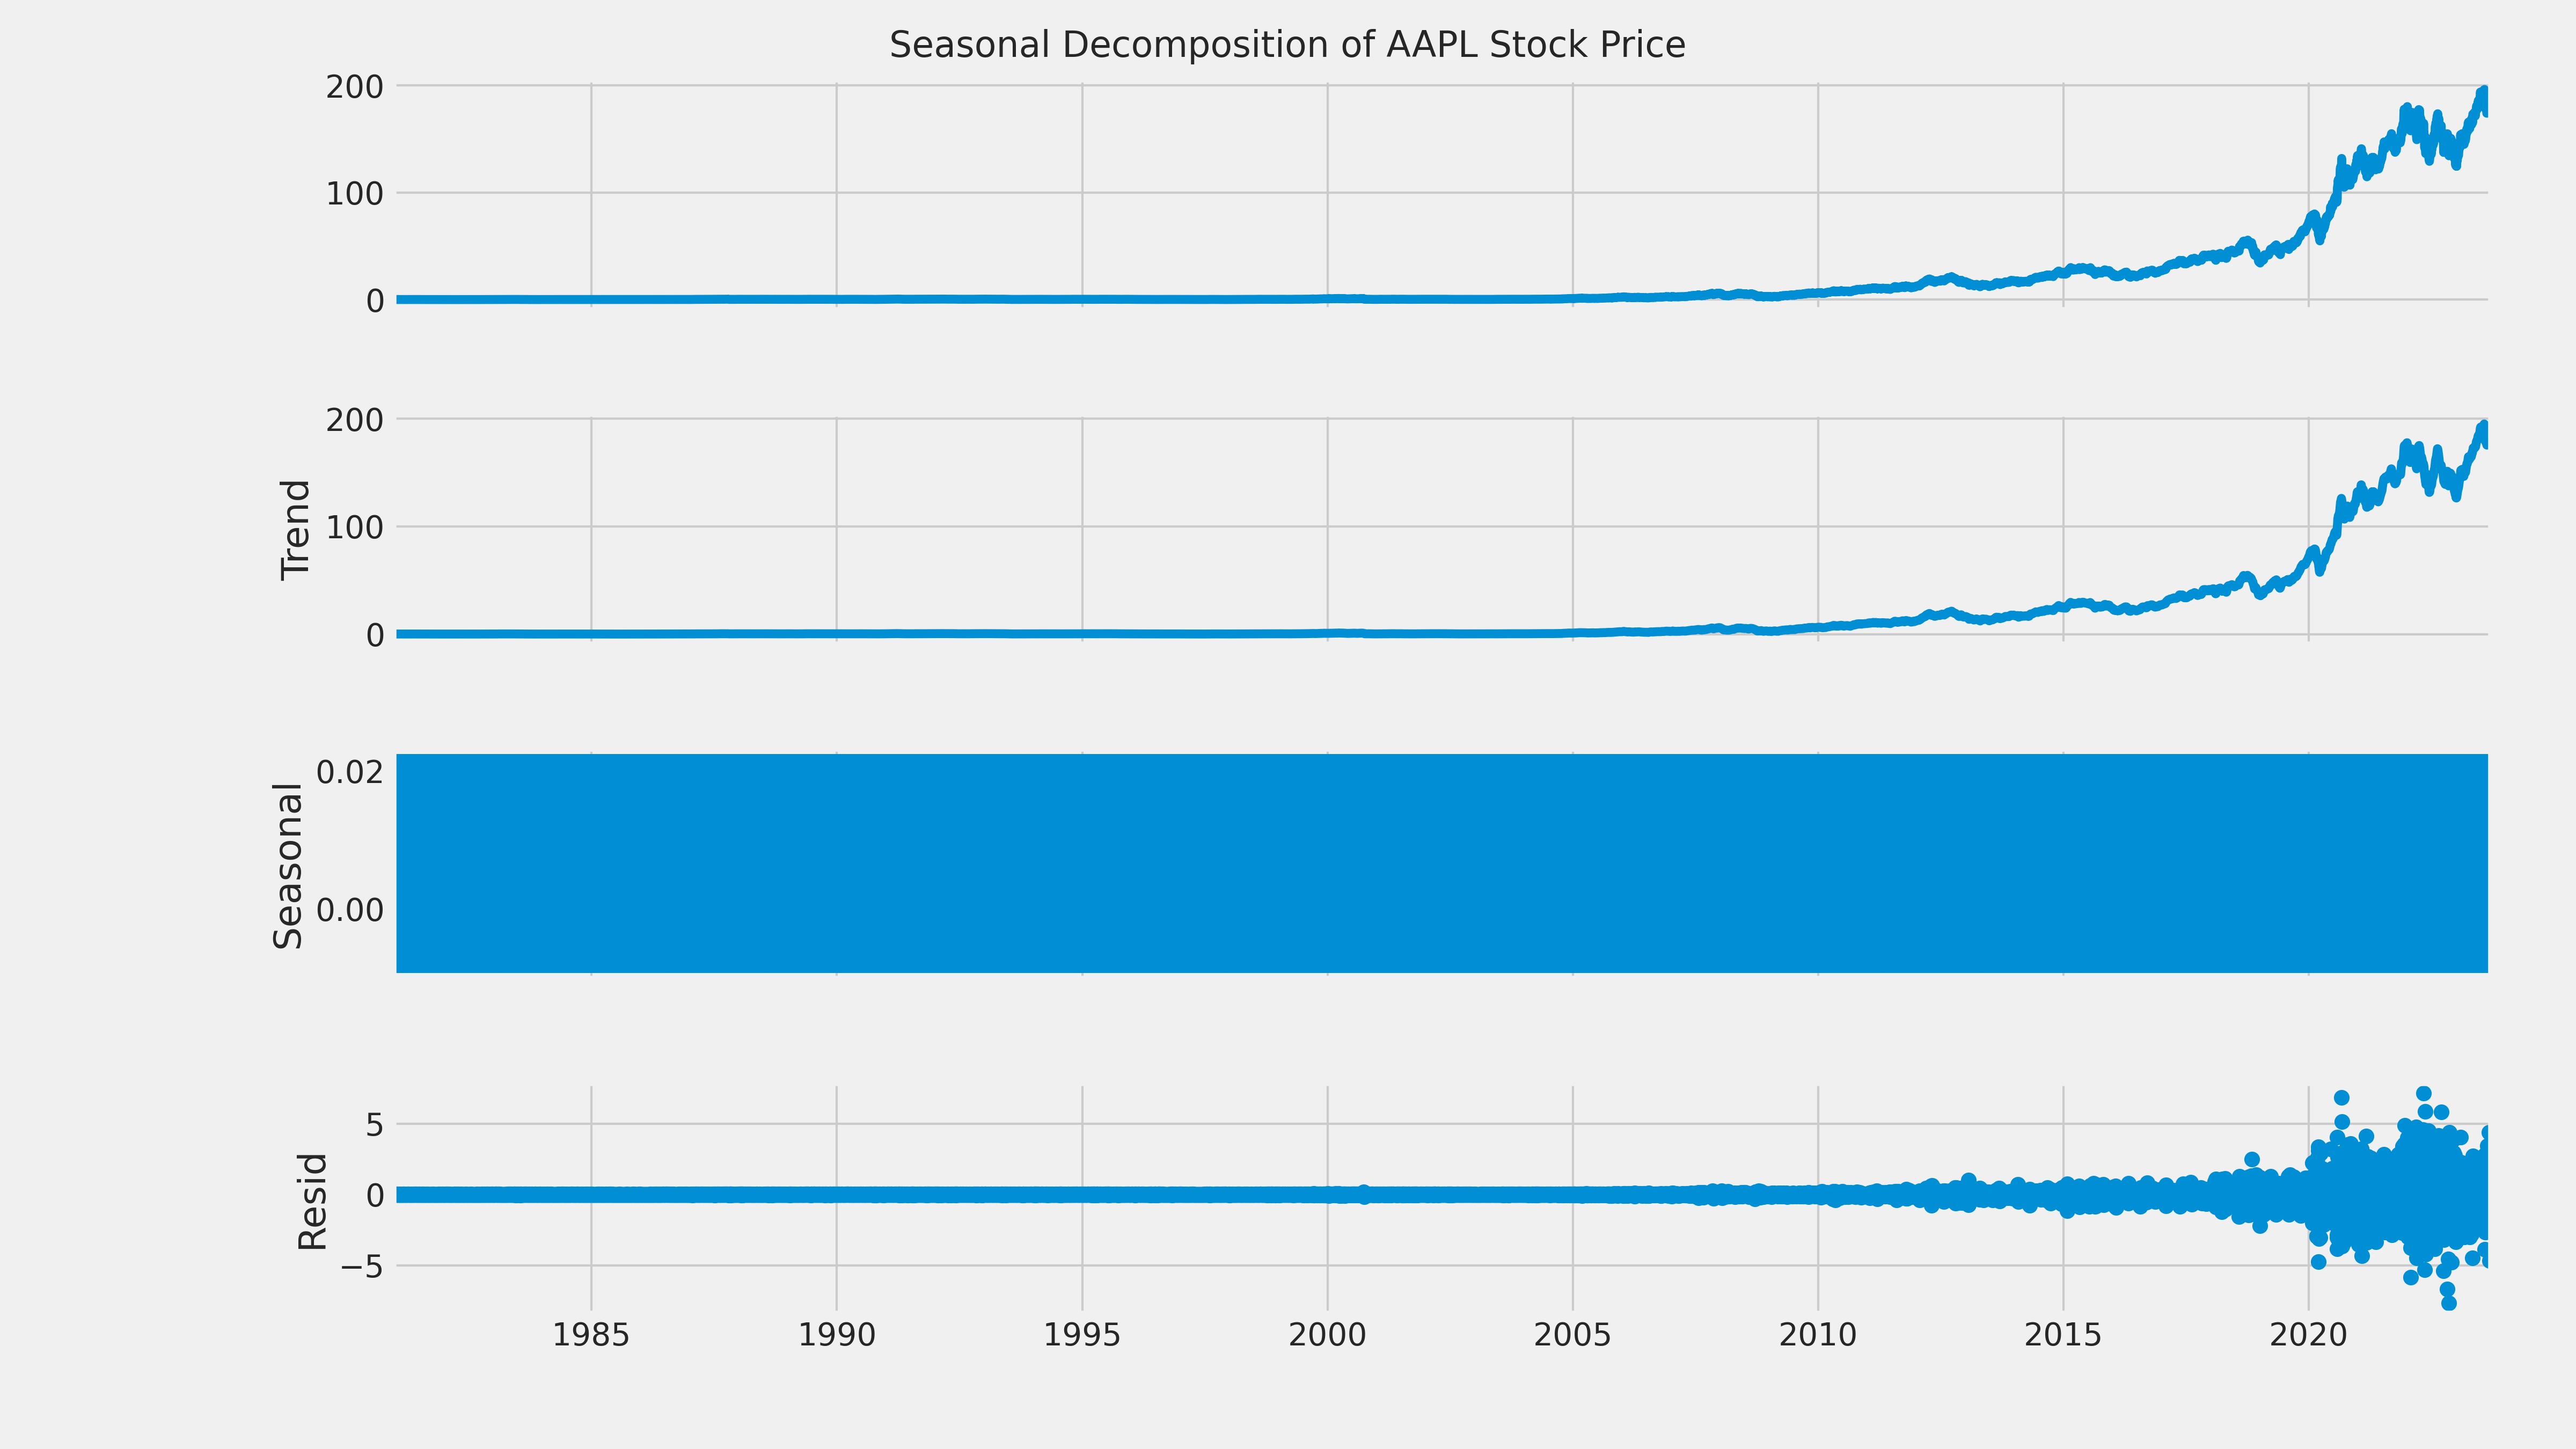 Seasonal Decomposition of AAPL Stock Price
200
100
0
Trend
200
100
0
Seasonal
0.02
0.00
Resid
5
0
−5
1985 1990 1995 2000 2005 2010 2015 2020